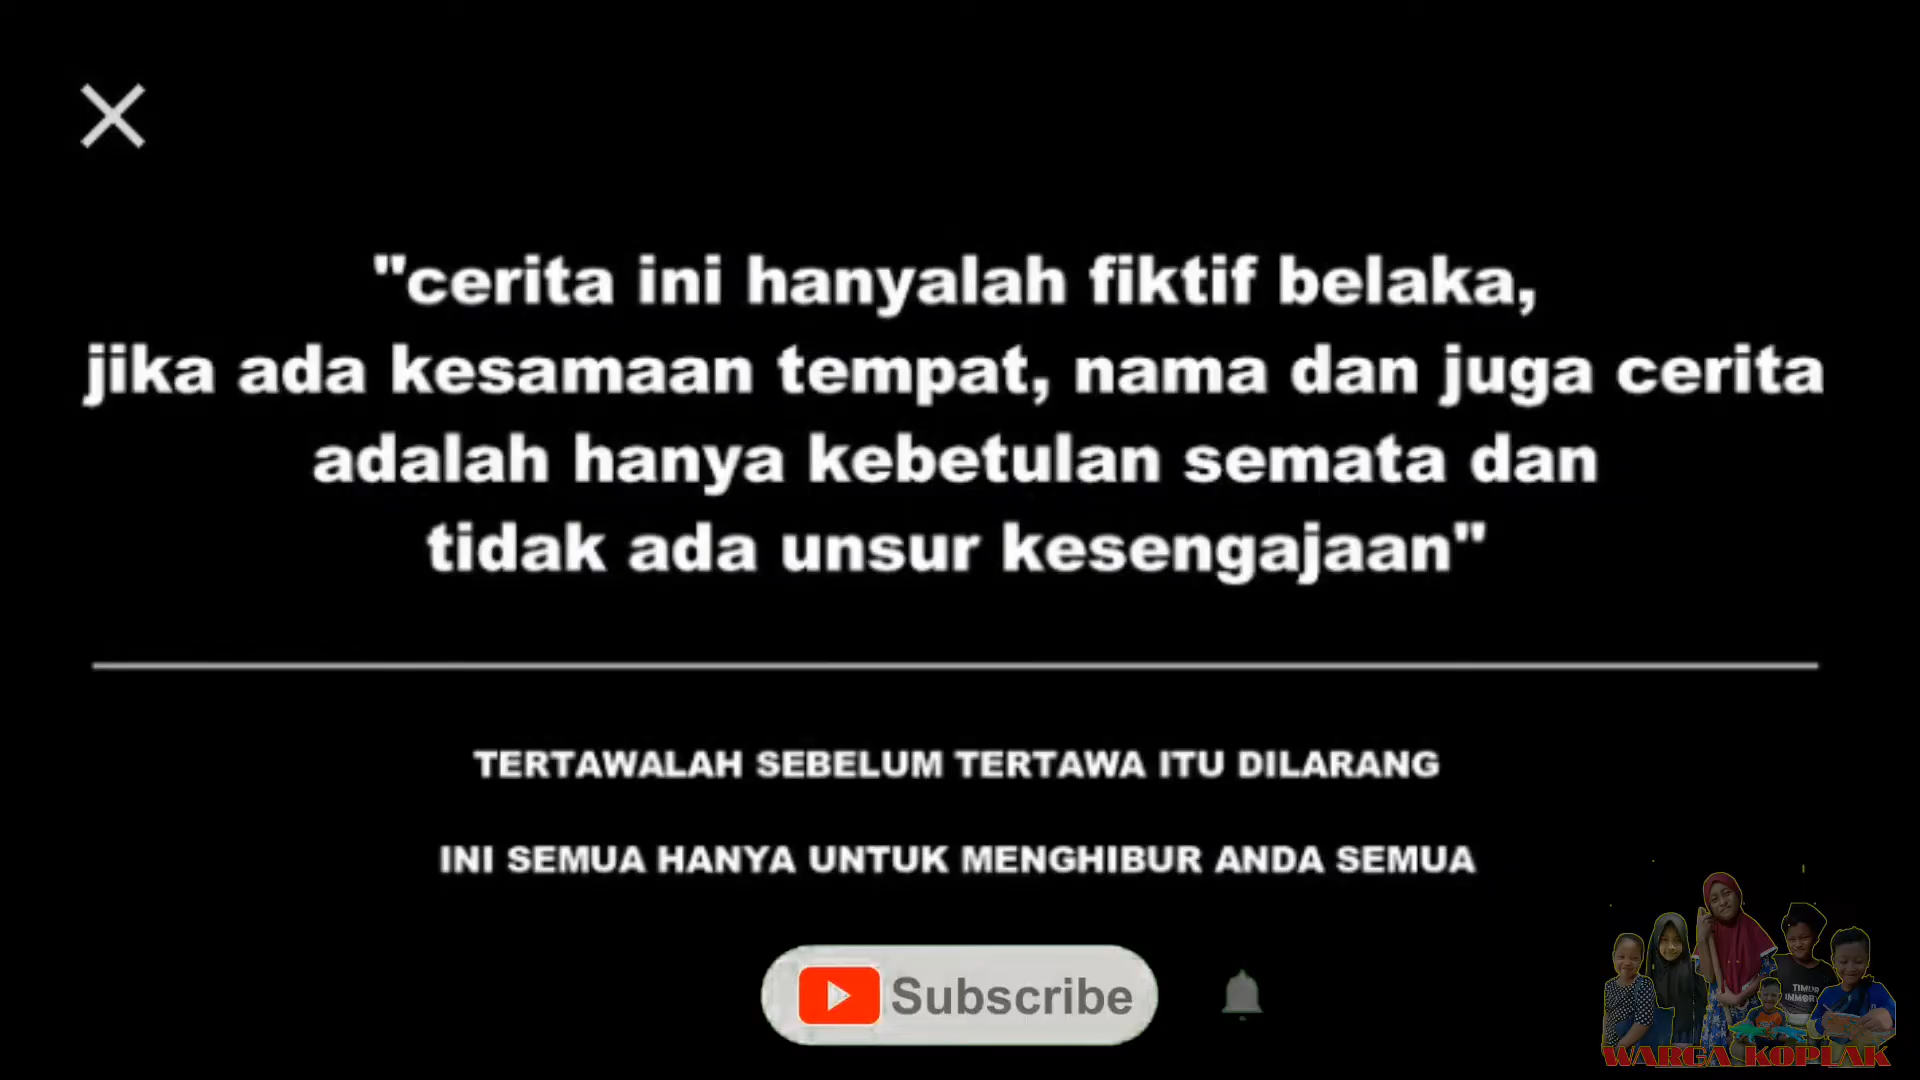 "cerita ini hanyalah fiktif belaka,
jika ada kesamaan tempat, nama dan juga cerita
adalah hanya kebetulan semata dan
tidak ada unsur kesengajaan"
TERTAWALAH SEBELUM TERTAWA ITU DILARANG
INI SEMUA HANYA UNTUK MENGHIBUR ANDA SEMUA
Subscribe
TIMUR
WARGA KOPLAK